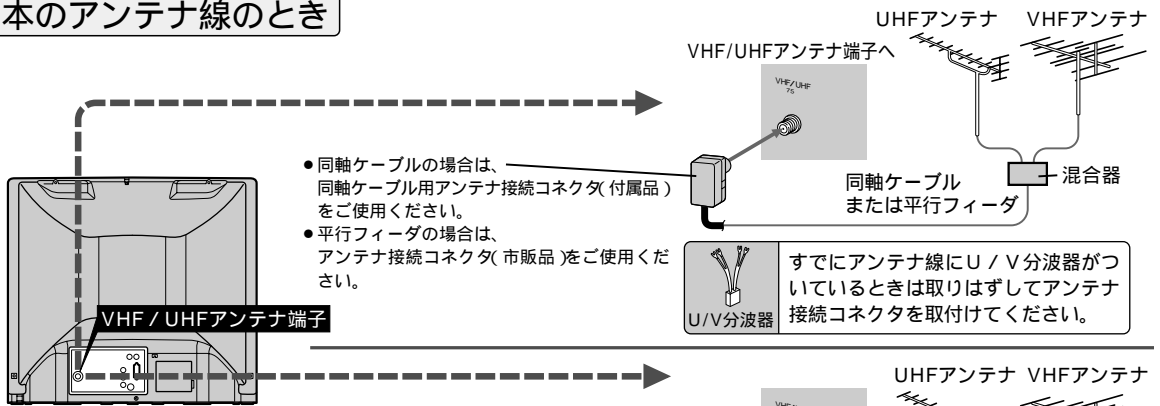 本のアンテナ線のとき
UHFアンテナ VHFアンテナ
VHF/UHFアンテナ端子へ
VHF/UHF
75
●同軸ケーブルの場合は、
同軸ケーブル用アンテナ接続コネクタ(付属品)
をご使用ください。
●平行フィーダの場合は、
アンテナ接続コネクタ(市販品)をご使用くだ
さい。
混合器
同軸ケーブル
または平行フィーダ
U/V分波器
すでにアンテナ線にU/V分波器がつ
いているときは取りはずしてアンテナ
接続コネクタを取付けてください。
VHF/UHFアンテナ端子
UHFアンテナ VHFアンテナ